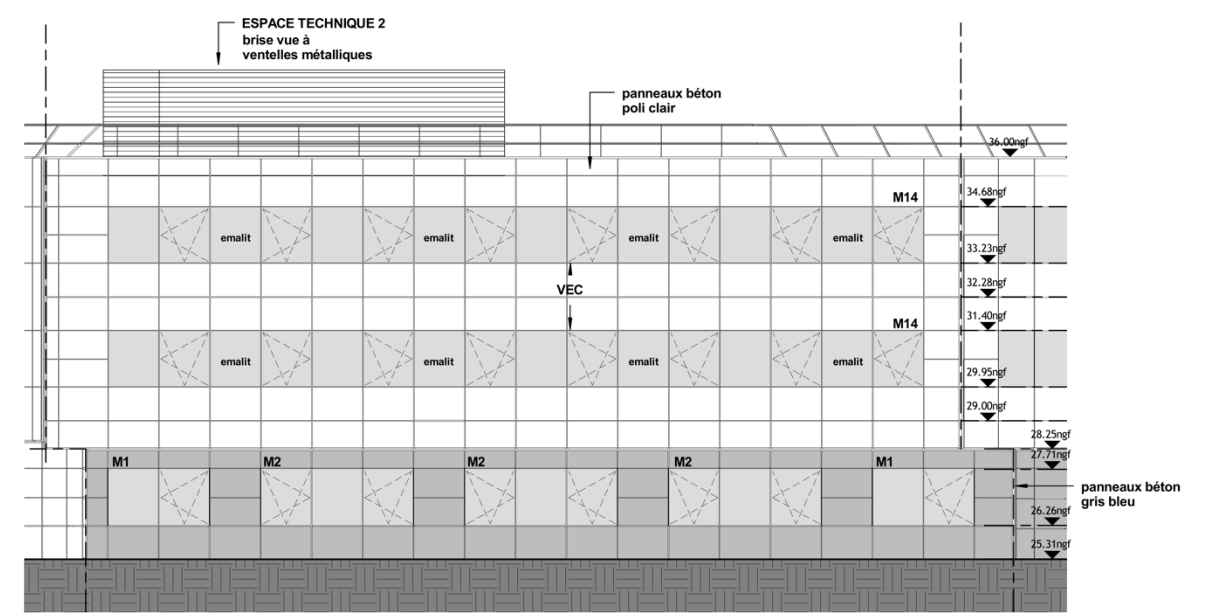 ESPACE TECHNIQUE 2
brise vue à
ventelles métalliques
panneaux béton
poli clair
36.00ngf
M14
34.68ngf
emalit
emalit
emalit
emalit
33.23ngf
VEC
32.28ngf
M14
31.40ngf
emalit
emalit
emalit
emalit
29.95ngf
29.00ngf
28.25ngf
M1
M2
M2
M2
M1
27.71ngf
panneaux béton
gris bleu
26.26ngf
25.31ngf